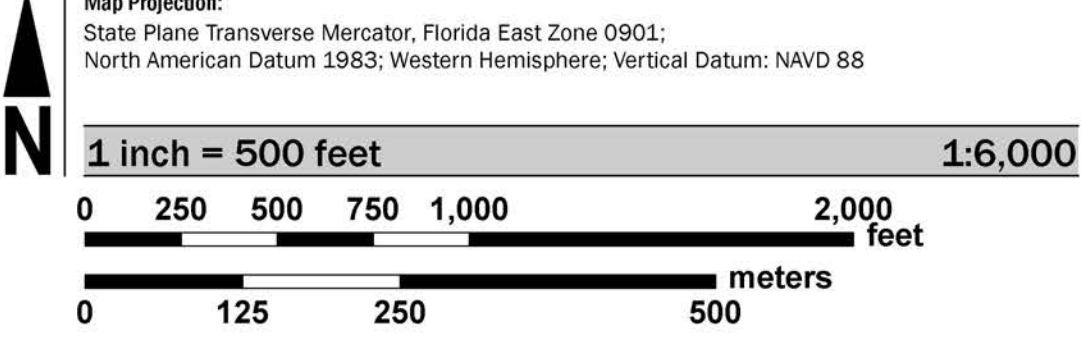 Map Projection:
State Plane Transverse Mercator, Florida East Zone 0901;
North American Datum 1983; Western Hemisphere; Vertical Datum: NAVD 88
N
1 inch = 500 feet 1:6,000
0 250 500 750 1,000 2,000
feet
meters
0 125 250 500